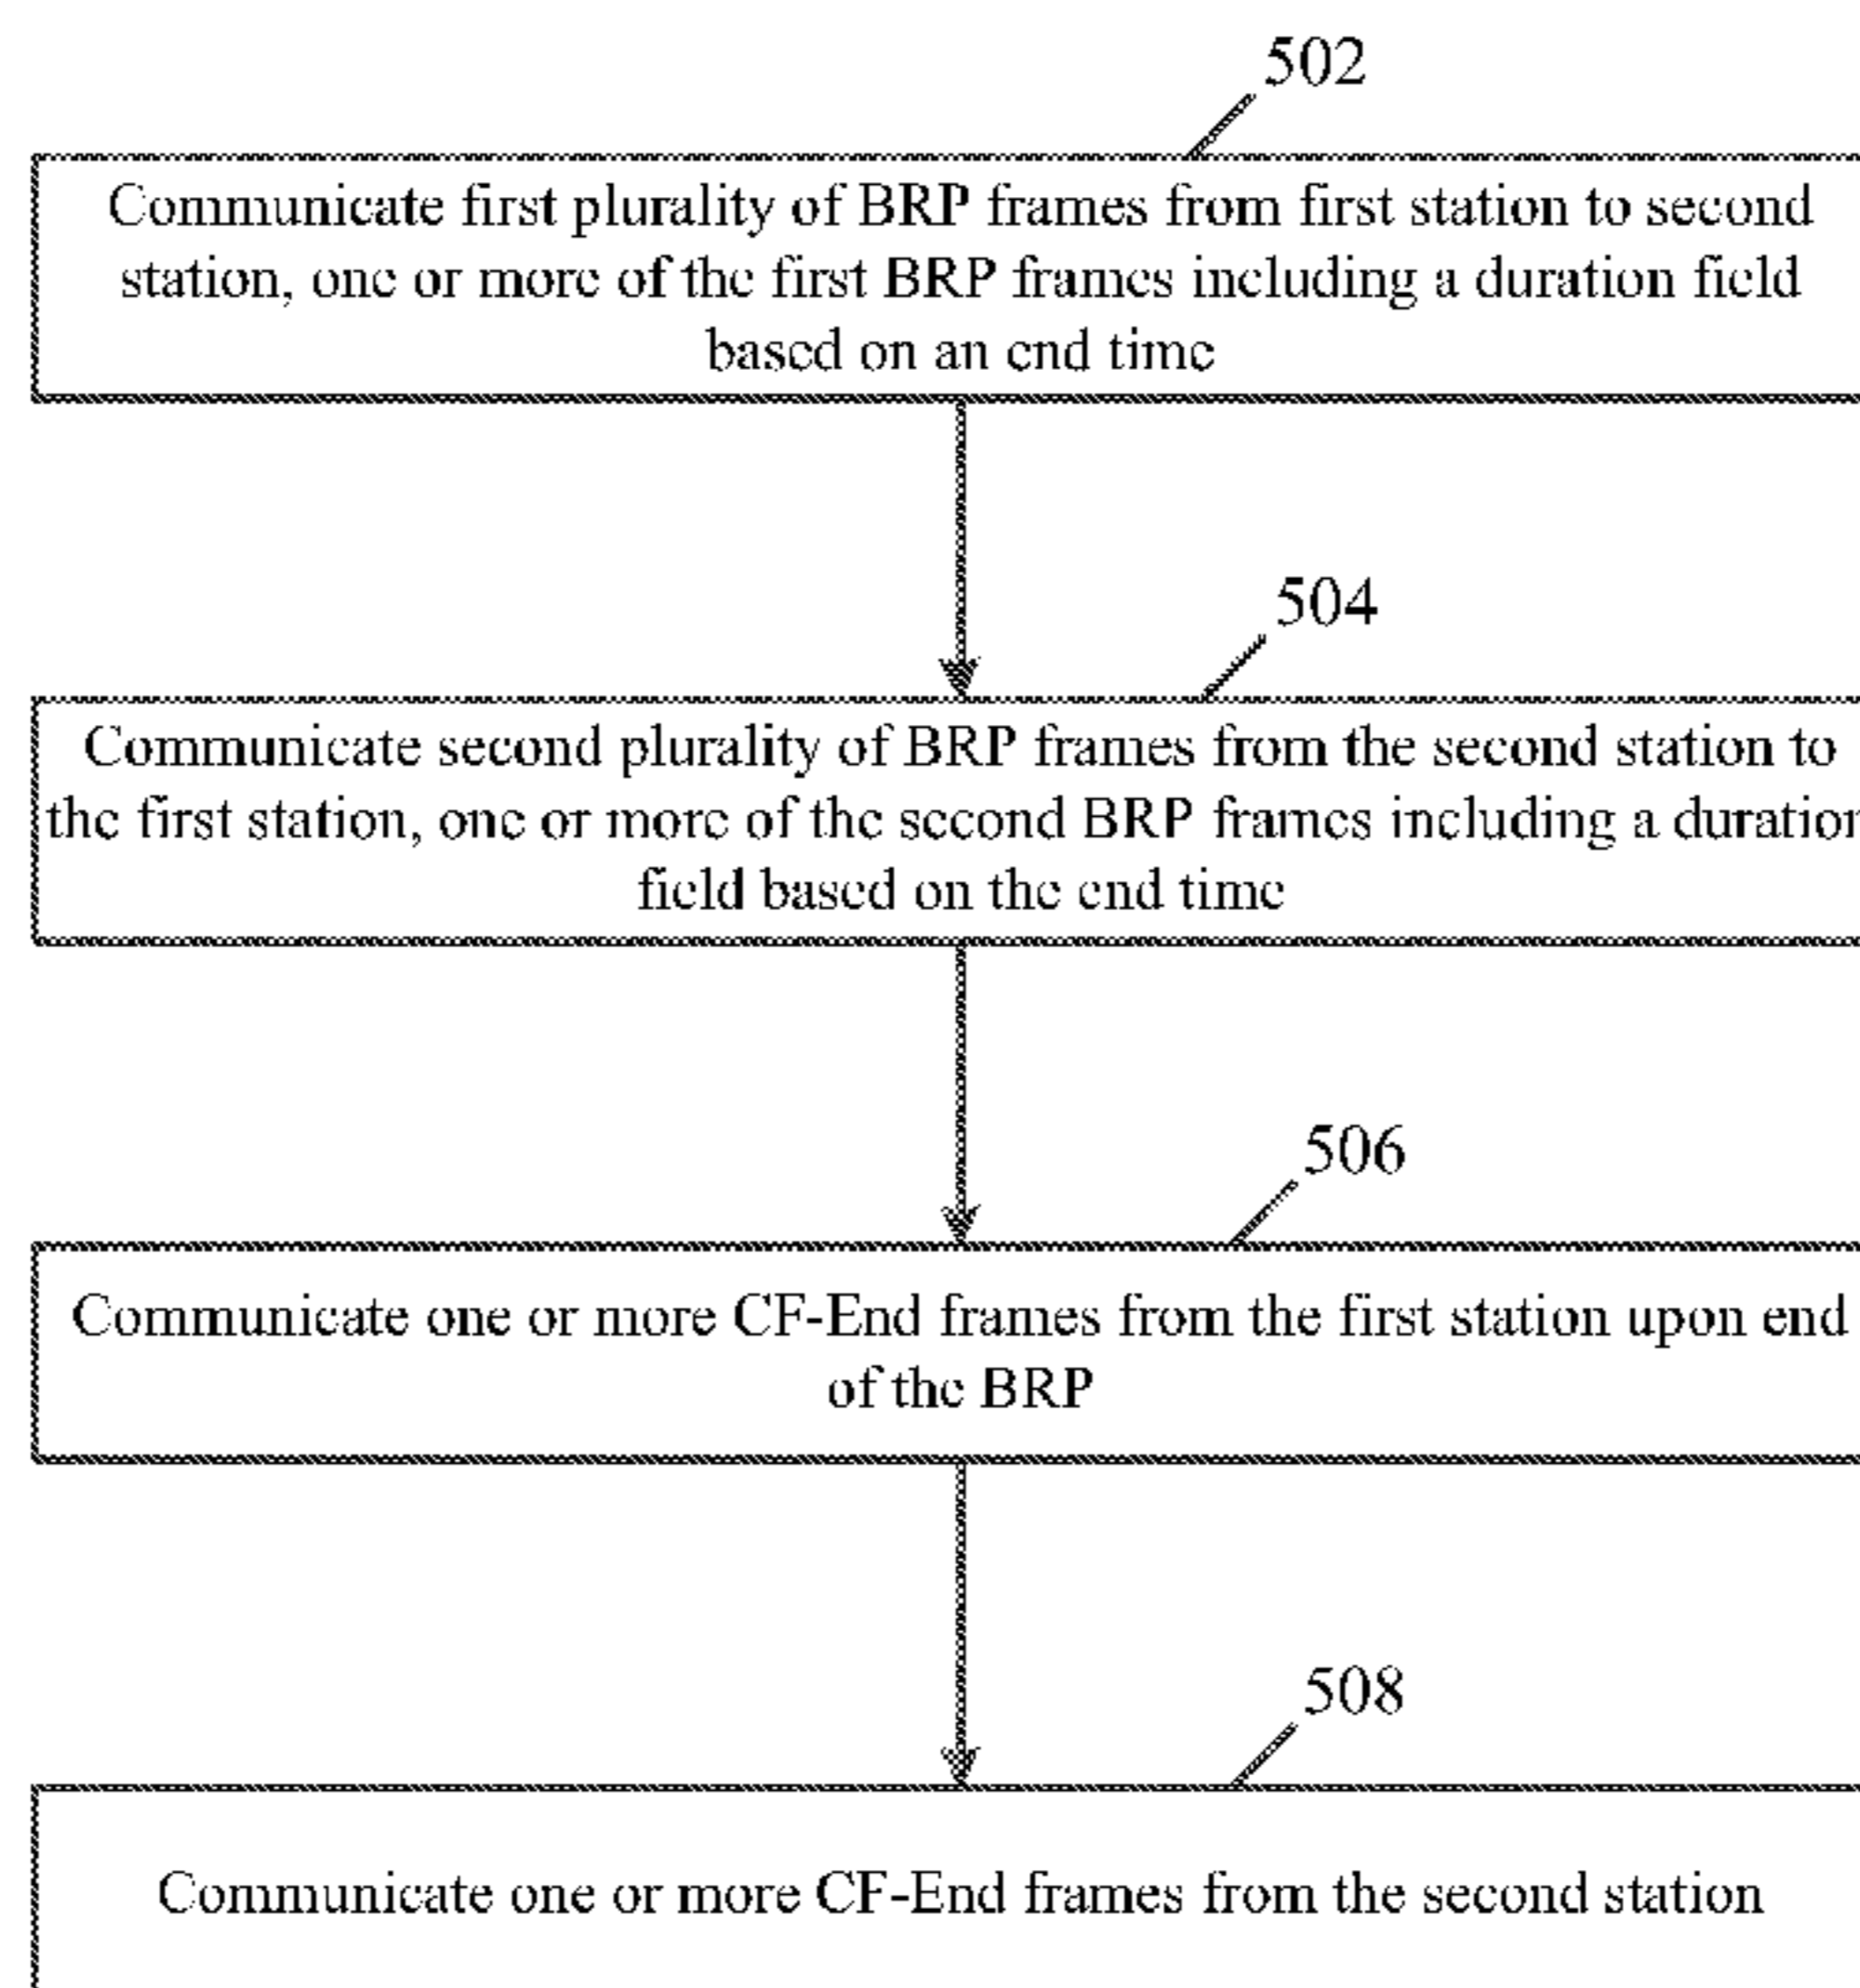 502
Communicate first plurality of BRP frames from first station to second
station, one or more of the first BRP frames including a duration field
based on an end time
504
Communicate second plurality of BRP frames from the second station to
the first station, one or more of the second BRP frames including a duration
field based on the end time
506
Communicate one or more CF-End frames from the first station upon end
of the BRP
508
Communicate one or more CF-End frames from the second station